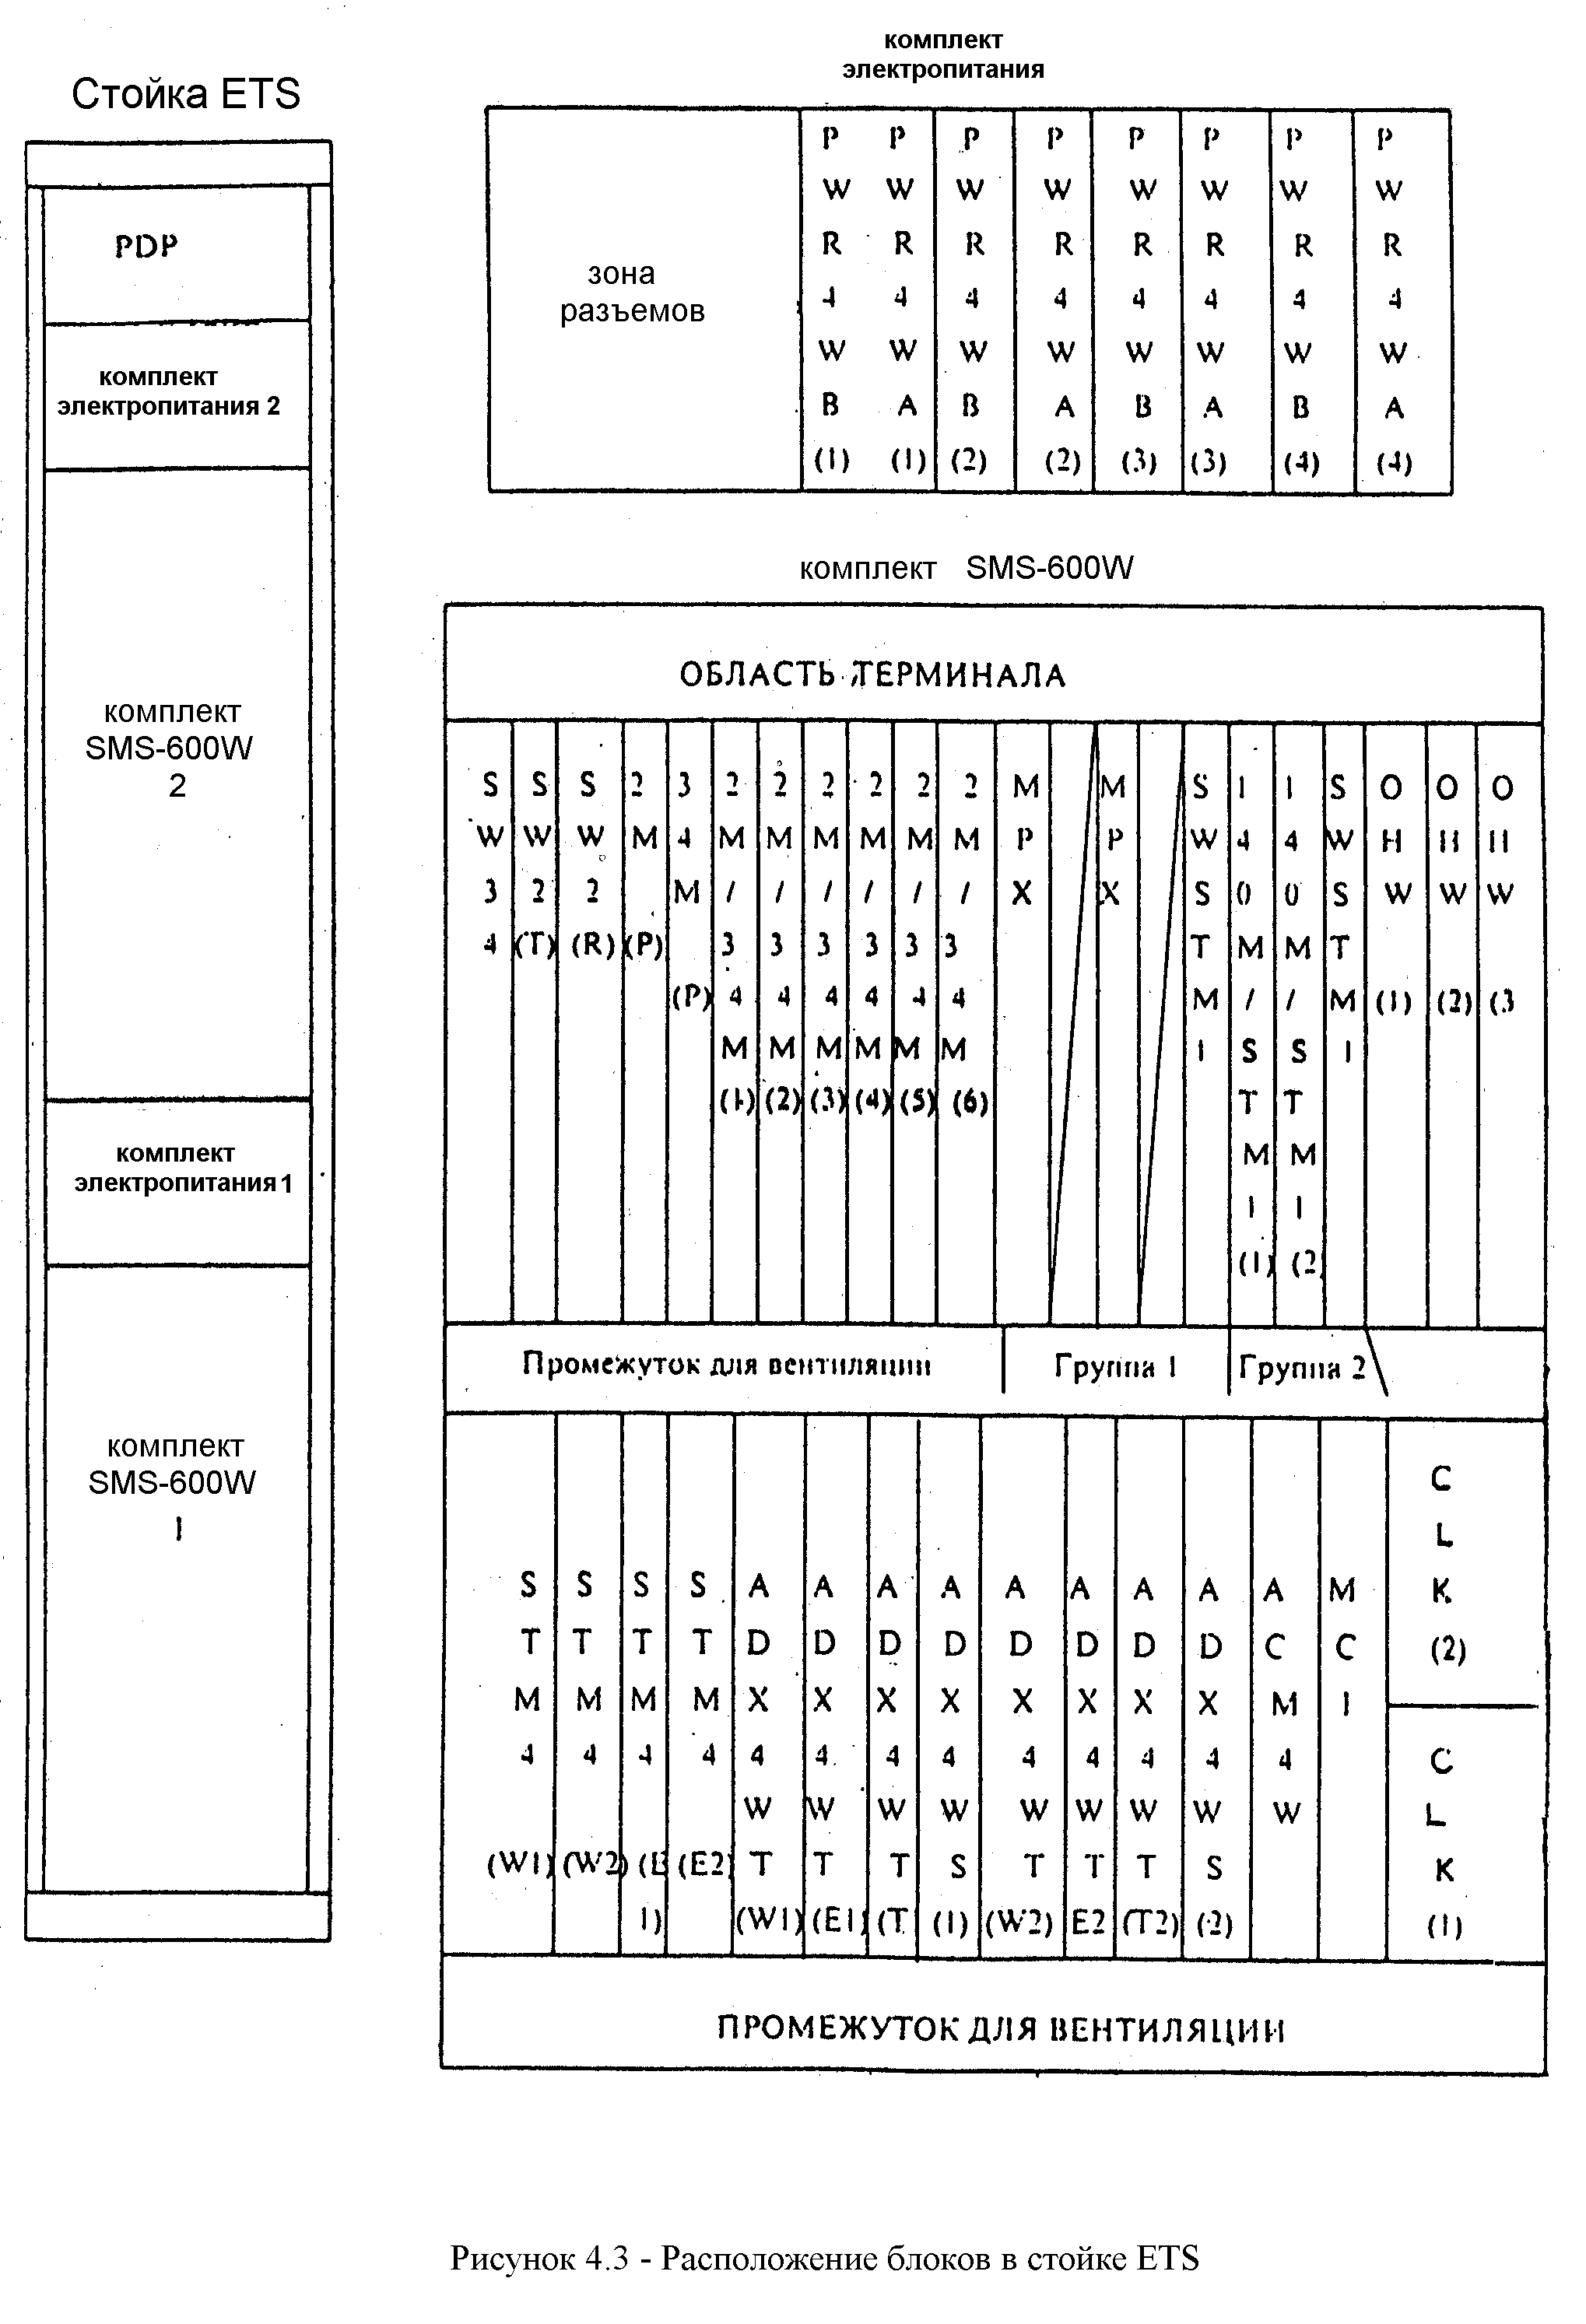 комплект
электропитания
Стойка ETS
PDP
комплект
электропитания 2
комплект
SMS-600W
2
комплект
электропитания 1
комплект
SMS-600W
1
зона
разъемов
PWR4WB(1)
PWR4WA(1)
PWR4WB(2)
PWR4WA(2)
PWR4WB(3)
PWR4WA(3)
PWR4WB(4)
PWR4WA(4)
комплект SMS-600W
ОБЛАСТЬ ТЕРМИНАЛА
SW34
SW2(T)
SW2(R)
2M(P)
34M(P)
2M/34M(1)
2M/34M(2)
2M/34M(3)
2M/34M(4)
2M/34M(5)
2M/34M(6)
MPX
MPX
SWSTM1
140M/STM1(1)
140M/STM1(2
SWSTM1
OHW(1)
OHW(2)
OHW(3
Промежуток для вентиляции
Группа 1
Группа 2
STM4(W1)
STM4(W2)
STM4(E1)
STM4(E2)
ADX4WT(W1)
ADX4WT(E1)
ADX4WT(T
ADX4WS(1)
ADX4WT(W2)
ADX4WTE2
ADX4WT(T2)
ADX4WS(2)
ACM4W
MCI
CLK(2)
CLK(1)
ПРОМЕЖУТОК ДЛЯ ВЕНТИЛЯЦИИ
Рисунок 4.3 - Расположение блоков в стойке ETS